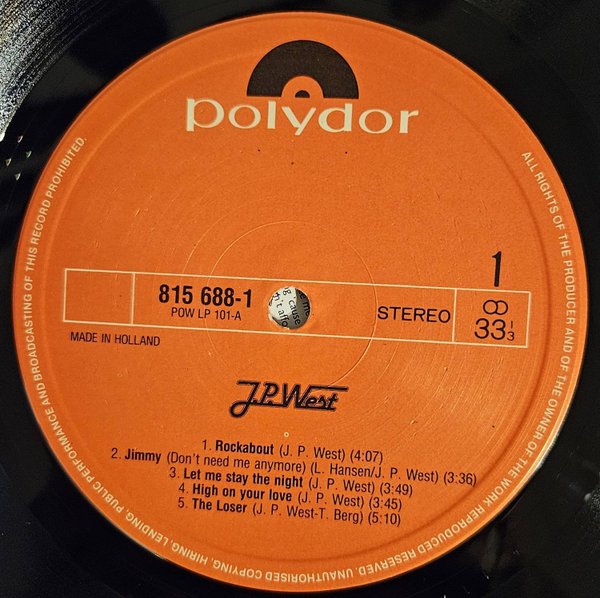 polydor
1
815 688-1
POW LP 101-A
STEREO
33 1/3
MADE IN HOLLAND
J.P. West
1. Rockabout (J. P. West) (4:07)
2. Jimmy (Don't need me anymore) (L. Hansen/J. P. West) (3:36)
3. Let me stay the night (J. P. West) (3:49)
4. High on your love (J. P. West) (3:45)
5. The Loser (J. P. West-T. Berg) (5:10)
ALL RIGHTS OF THE PRODUCER AND OF THE OWNER OF THE WORK REPRODUCED RESERVED. UNAUTHORISED COPYING, HIRING, LENDING, PUBLIC PERFORMANCE AND BROADCASTING OF THIS RECORD PROHIBITED.
cause